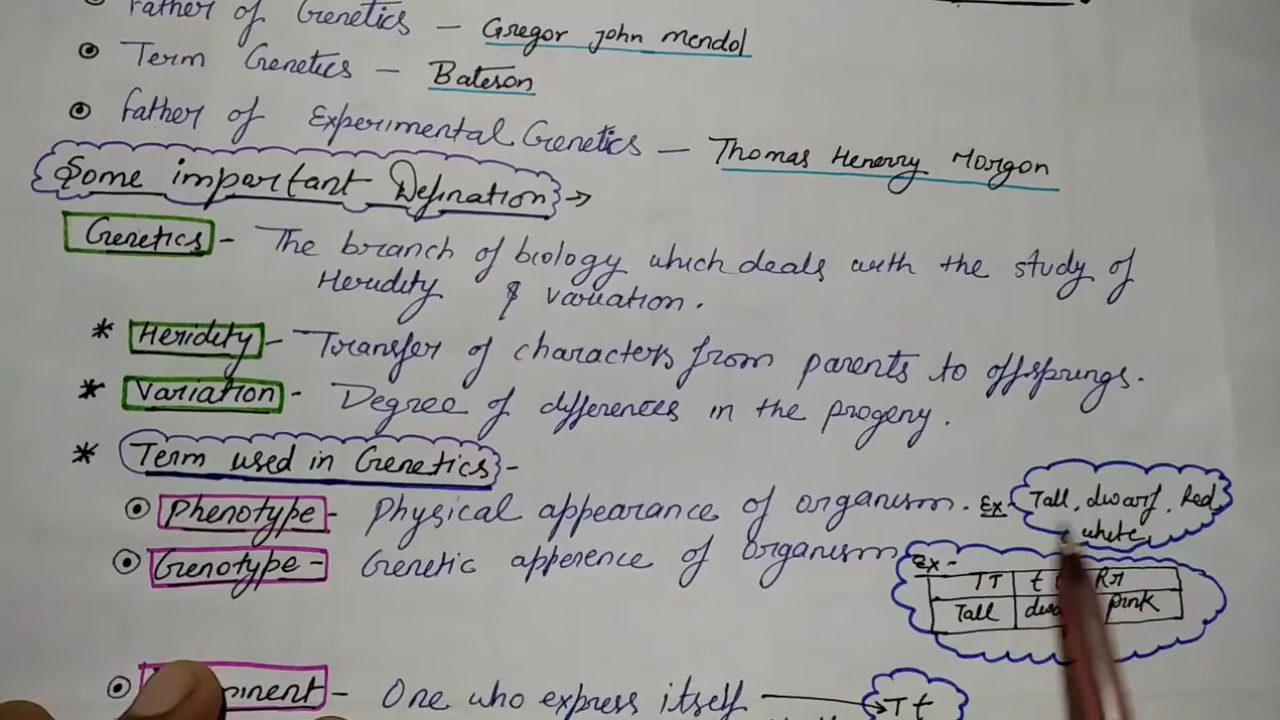 Father of Genetics - Gregor john mendol
Term Genetics - Bateson
Father of Experimental Genetics - Thomas Henerry Morgon
Some important Defination →
Genetics - The branch of biology which deals with the study of
Heridity & variation.
* Heridity - Transfer of characters from parents to offsprings.
* Variation - Degree of differences in the progeny.
* Term used in Genetics -
Phenotype - Physical appearance of organism. Ex. Tall, dwarf, Red
white
Genotype - Genetic apperence of organism
Ex -
TT Rr
Tall pink
One who express itself → Tt